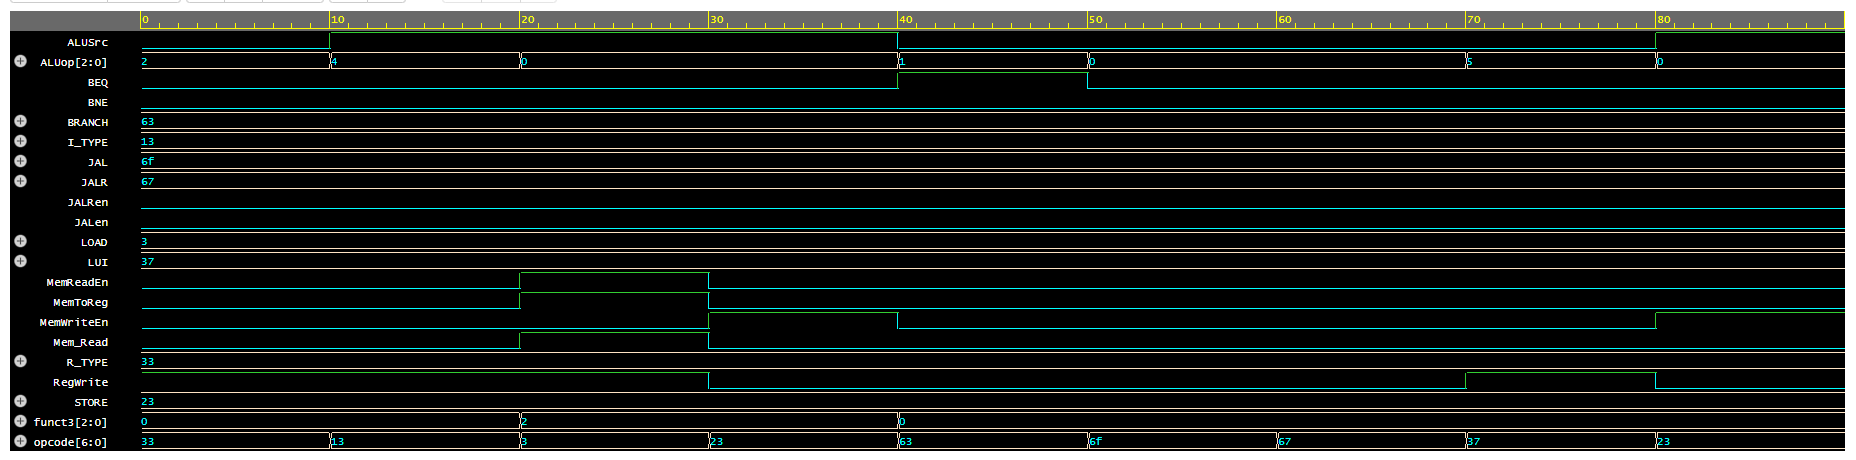 0 10 20 30 40 50 60 70 80
ALUSrc
ALUop[2:0] 2 4 0 1 0 5 0
BEQ
BNE
BRANCH 63
I_TYPE 13
JAL 6f
JALR 67
JALRen
JALen
LOAD 3
LUI 37
MemReadEn
MemToReg
MemWriteEn
Mem_Read
R_TYPE 33
RegWrite
STORE 23
funct3[2:0] 0 2 0
opcode[6:0] 33 13 3 23 63 6f 67 37 23